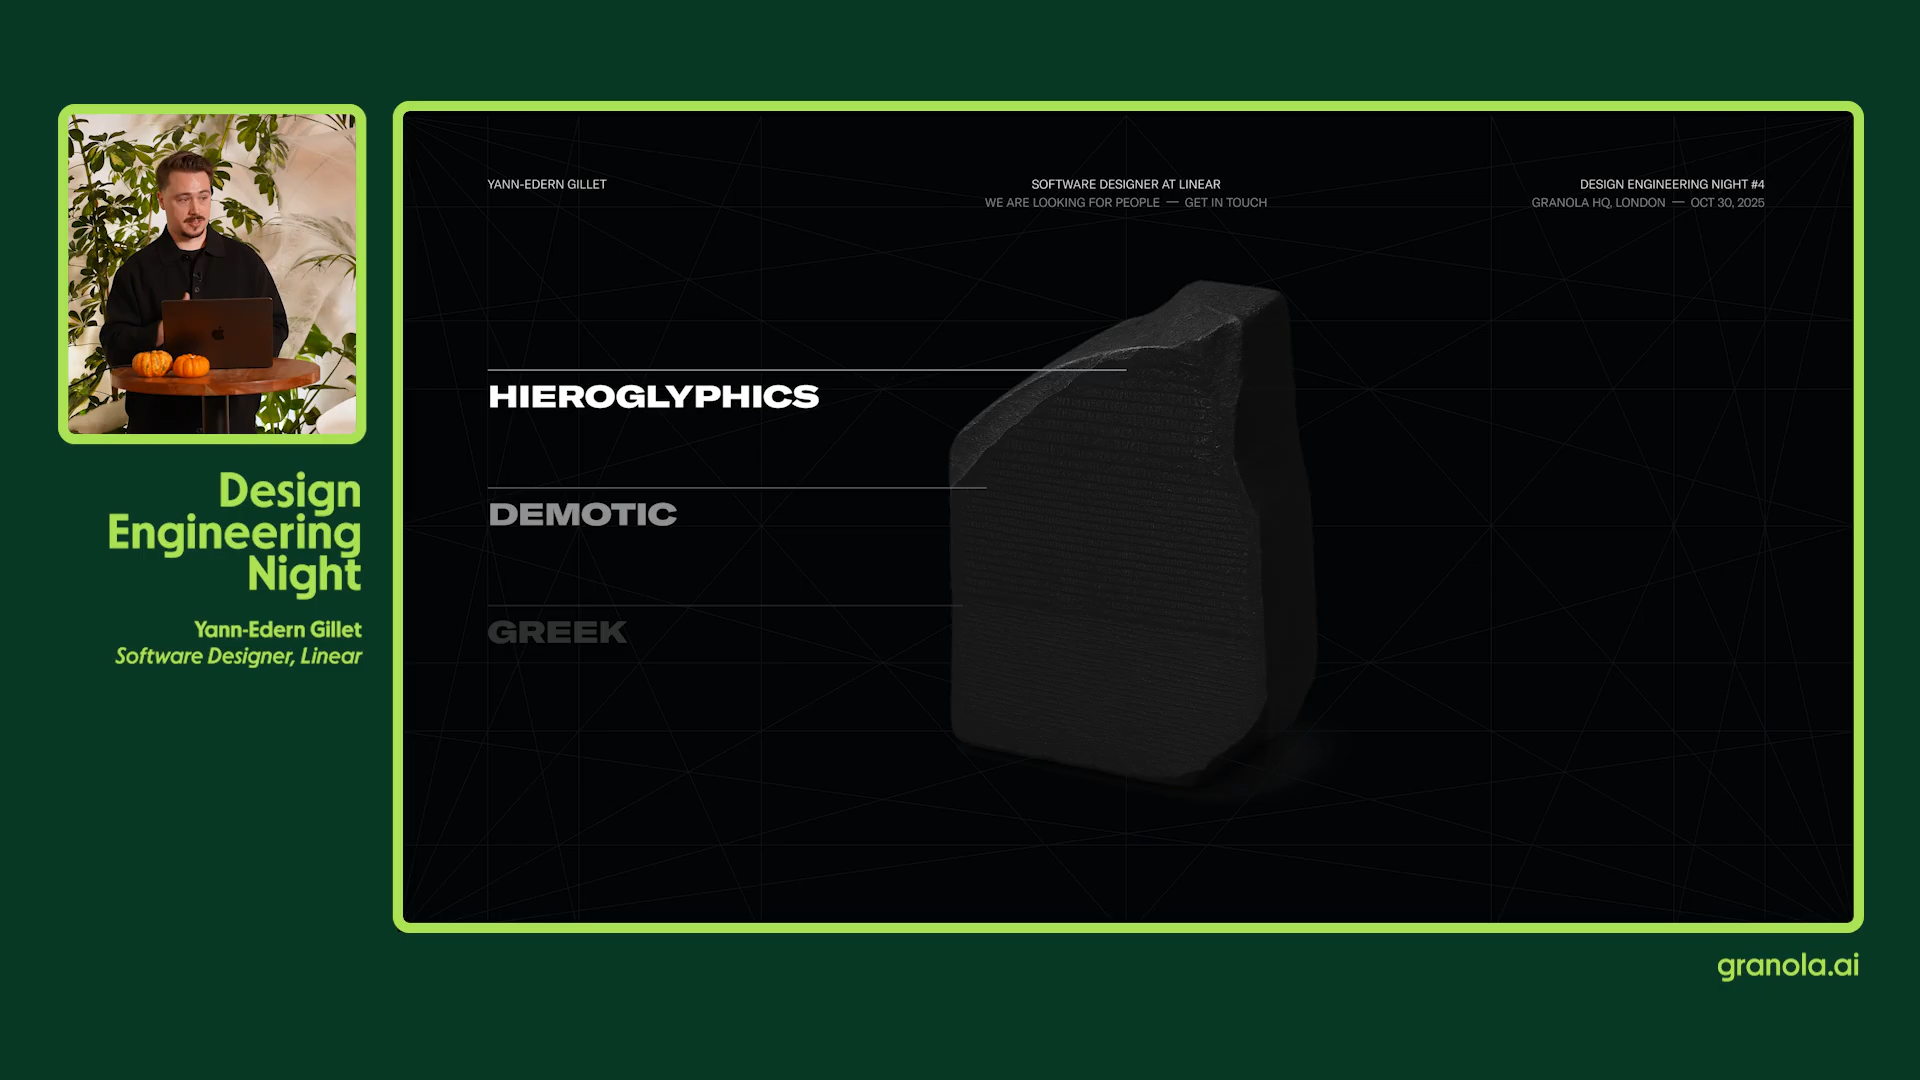 YANN-EDERN GILLET
SOFTWARE DESIGNER AT LINEAR
WE ARE LOOKING FOR PEOPLE — GET IN TOUCH
DESIGN ENGINEERING NIGHT #4
GRANOLA HQ, LONDON — OCT 30, 2025
HIEROGLYPHICS
DEMOTIC
GREEK
Design
Engineering
Night
Yann-Edern Gillet
Software Designer, Linear
granola.ai